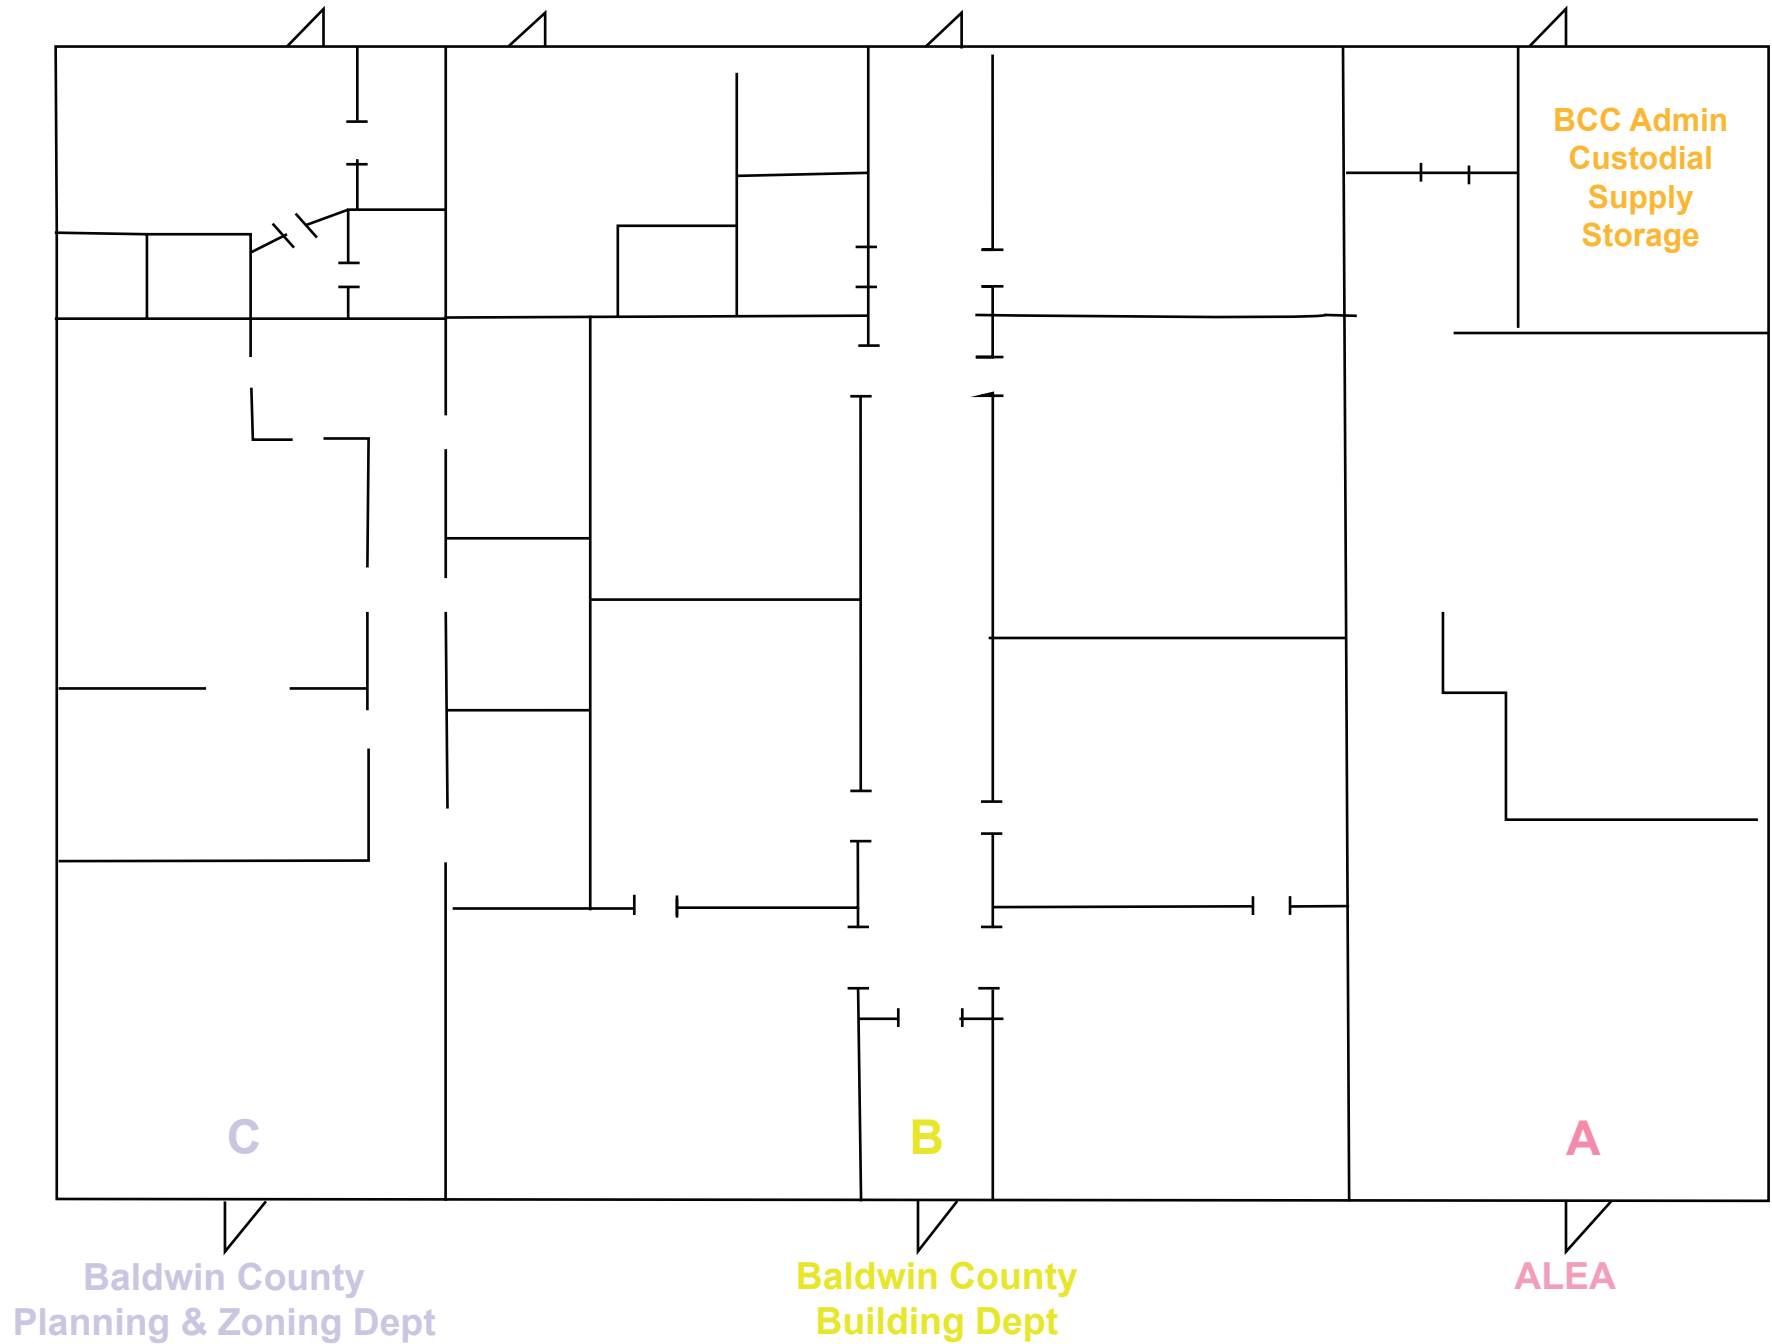 BCC Admin
Custodial
Supply
Storage
C
B
A
Baldwin County
Planning & Zoning Dept
Baldwin County
Building Dept
ALEA